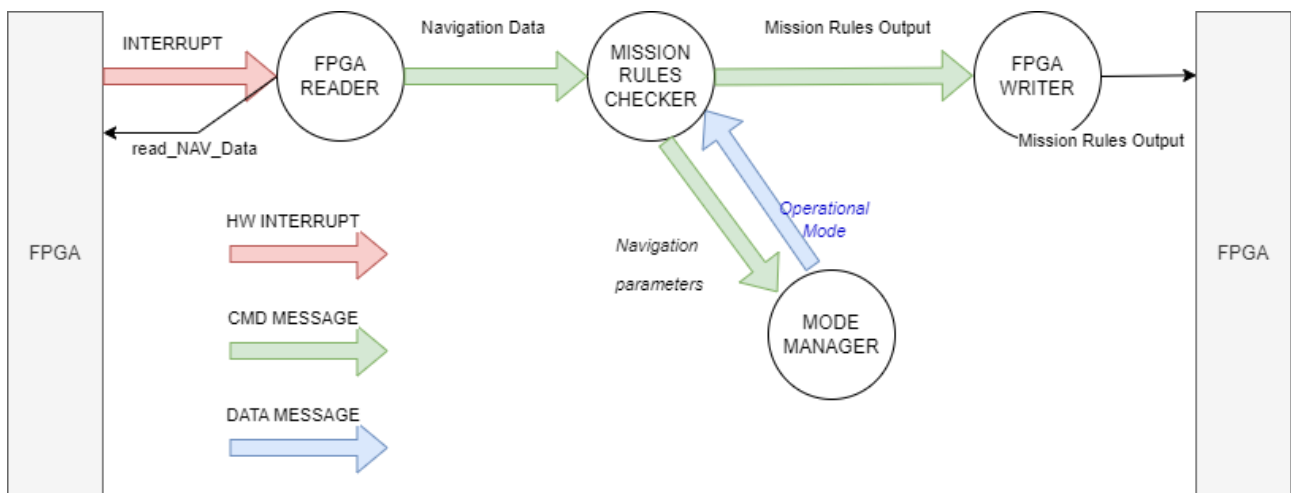 INTERRUPT
FPGA
READER
Navigation Data
MISSION
RULES
CHECKER
Mission Rules Output
FPGA
WRITER
Mission Rules Output
read_NAV_Data
Operational
Mode
Navigation
parameters
HW INTERRUPT
FPGA
FPGA
CMD MESSAGE
MODE
MANAGER
DATA MESSAGE